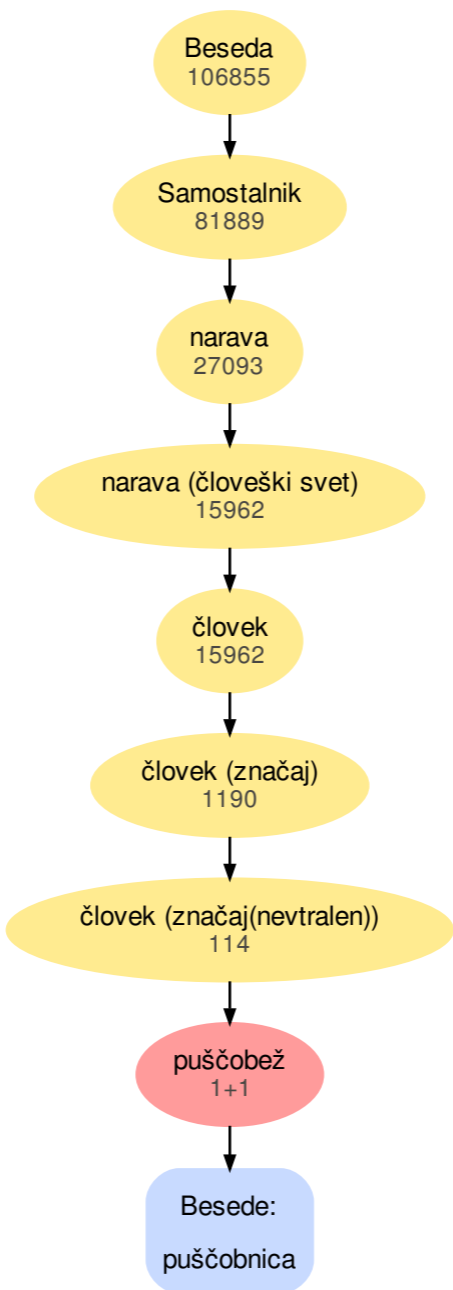 Beseda
106855
Samostalnik
81889
narava
27093
narava (človeški svet)
15962
človek
15962
človek (značaj)
1190
človek (značaj(nevtralen))
114
puščobež
1+1
Besede:
puščobnica